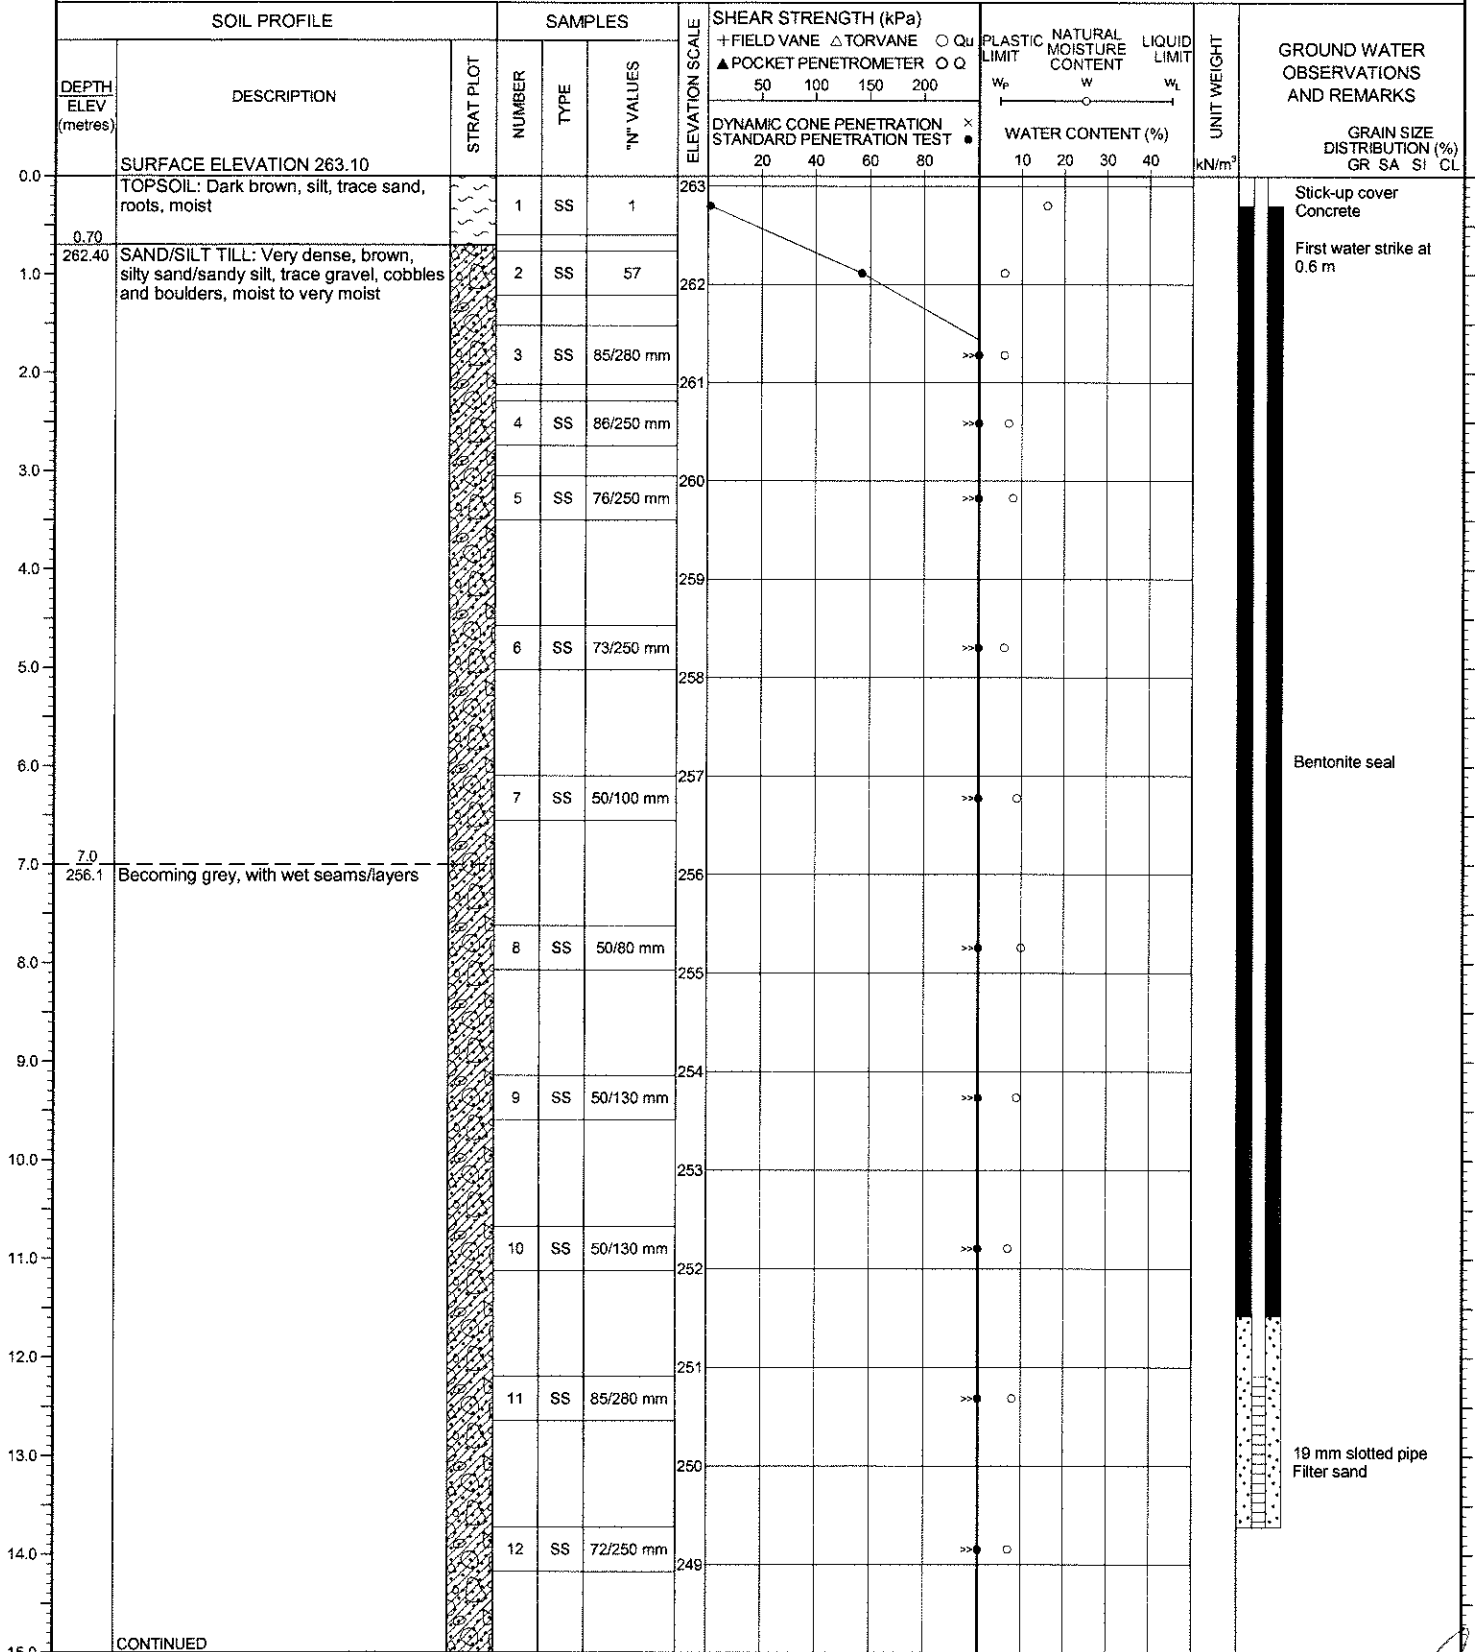 SOIL PROFILE
SAMPLES
DEPTH
ELEV
(metres)
DESCRIPTION
STRAT PLOT
NUMBER
TYPE
"N" VALUES
ELEVATION SCALE
SHEAR STRENGTH (kPa)
+FIELD VANE △TORVANE ○ Qu
▲POCKET PENETROMETER O Q
50 100 150 200
DYNAMIC CONE PENETRATION ×
STANDARD PENETRATION TEST ●
20 40 60 80
PLASTIC LIMIT
NATURAL MOISTURE CONTENT
LIQUID LIMIT
WP W WL
WATER CONTENT (%)
10 20 30 40
UNIT WEIGHT
kN/m³
GROUND WATER
OBSERVATIONS
AND REMARKS
GRAIN SIZE
DISTRIBUTION (%)
GR SA SI CL
SURFACE ELEVATION 263.10
0.0
TOPSOIL: Dark brown, silt, trace sand,
roots, moist
1 SS 1
263
Stick-up cover
Concrete
0.70
262.40
SAND/SILT TILL: Very dense, brown,
silty sand/sandy silt, trace gravel, cobbles
and boulders, moist to very moist
First water strike at
0.6 m
1.0
2 SS 57
262
3 SS 85/280 mm >>
2.0
261
4 SS 86/250 mm >>
3.0
260
5 SS 76/250 mm >>
4.0
259
6 SS 73/250 mm >>
5.0
258
6.0
257
Bentonite seal
7 SS 50/100 mm >>
7.0
7.0
256.1
Becoming grey, with wet seams/layers
256
8 SS 50/80 mm >>
8.0
255
9.0
254
9 SS 50/130 mm >>
10.0
253
10 SS 50/130 mm >>
11.0
252
12.0
251
11 SS 85/280 mm >>
13.0
250
19 mm slotted pipe
Filter sand
12 SS 72/250 mm >>
14.0
249
15.0
CONTINUED